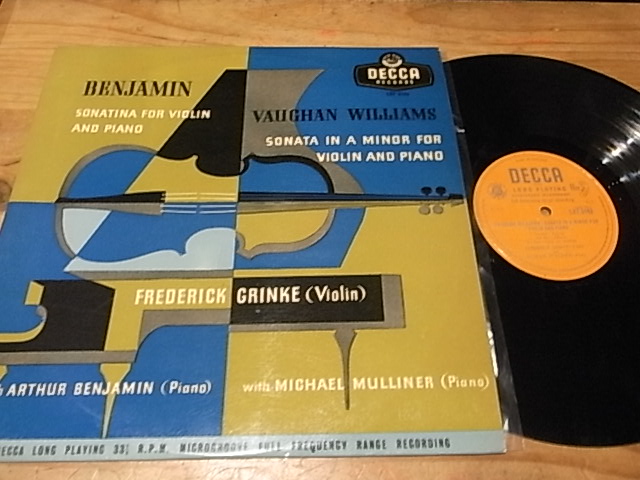 BENJAMIN
SONATINA FOR VIOLIN
AND PIANO
DECCA
RECORDS
VAUGHAN WILLIAMS
SONATA IN A MINOR FOR
VIOLIN AND PIANO
FREDERICK GRINKE (Violin)
ARTHUR BENJAMIN (Piano)
with MICHAEL MULLINER (Piano)
DECCA LONG PLAYING 33⅓ R.P.M. MICROGROOVE FULL FREQUENCY RANGE RECORDING
DECCA
LONG PLAYING